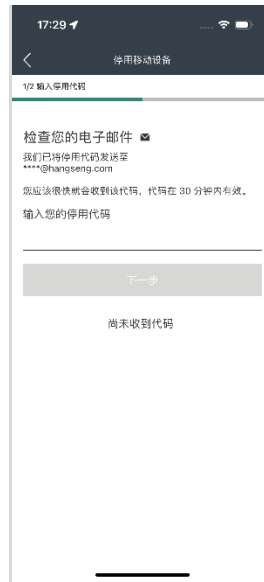 17:29
停用移动设备
1/2 输入停用代码
检查您的电子邮件
我们已将停用代码发送至
****@hangseng.com
您应该很快就会收到该代码，代码在 30 分钟内有效。
输入您的停用代码
下一步
尚未收到代码